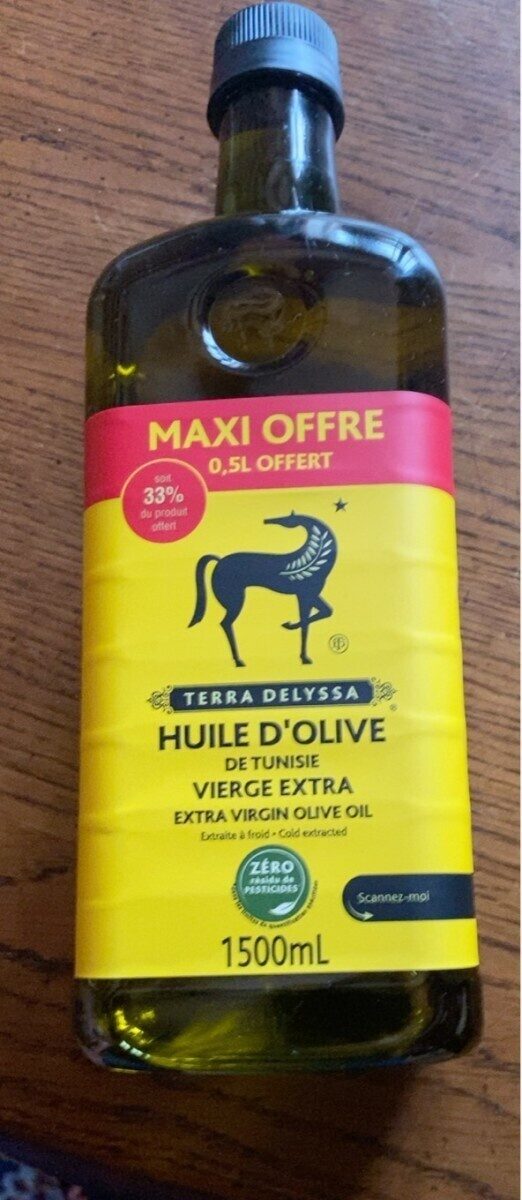 MAXI OFFRE
0,5L OFFERT
soit
33%
du produit
offert
TERRA DELYSSA
®
HUILE D'OLIVE
DE TUNISIE
VIERGE EXTRA
EXTRA VIRGIN OLIVE OIL
Extraite à froid • Cold extracted
ZÉRO
résidu de
PESTICIDES
Scannez-moi
1500mL